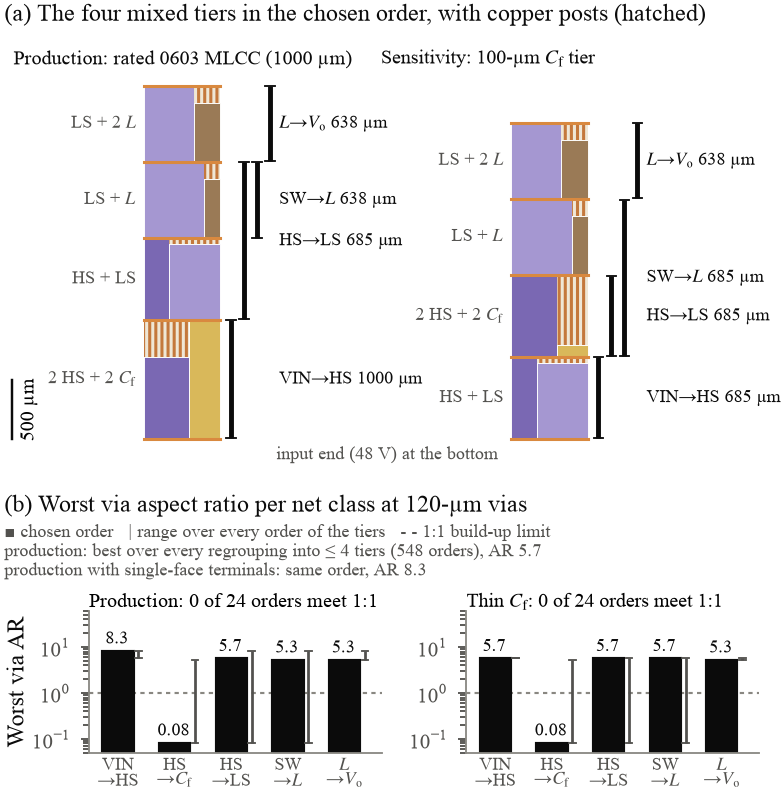 (a) The four mixed tiers in the chosen order, with copper posts (hatched)
Production: rated 0603 MLCC (1000 µm)
LS + 2 L
L→Vo 638 µm
LS + L
SW→L 638 µm
HS→LS 685 µm
HS + LS
2 HS + 2 Cf
VIN→HS 1000 µm
500 µm
Sensitivity: 100-µm Cf tier
LS + 2 L
L→Vo 638 µm
LS + L
SW→L 685 µm
2 HS + 2 Cf
HS→LS 685 µm
HS + LS
VIN→HS 685 µm
input end (48 V) at the bottom
(b) Worst via aspect ratio per net class at 120-µm vias
■ chosen order | range over every order of the tiers - - 1:1 build-up limit
production: best over every regrouping into ≤ 4 tiers (548 orders), AR 5.7
production with single-face terminals: same order, AR 8.3
Production: 0 of 24 orders meet 1:1
Worst via AR
10¹
10⁰
10⁻¹
8.3
0.08
5.7
5.3
5.3
VIN →HS
HS →Cf
HS →LS
SW →L
L →Vo
Thin Cf: 0 of 24 orders meet 1:1
10¹
10⁰
10⁻¹
5.7
0.08
5.7
5.7
5.3
VIN →HS
HS →Cf
HS →LS
SW →L
L →Vo